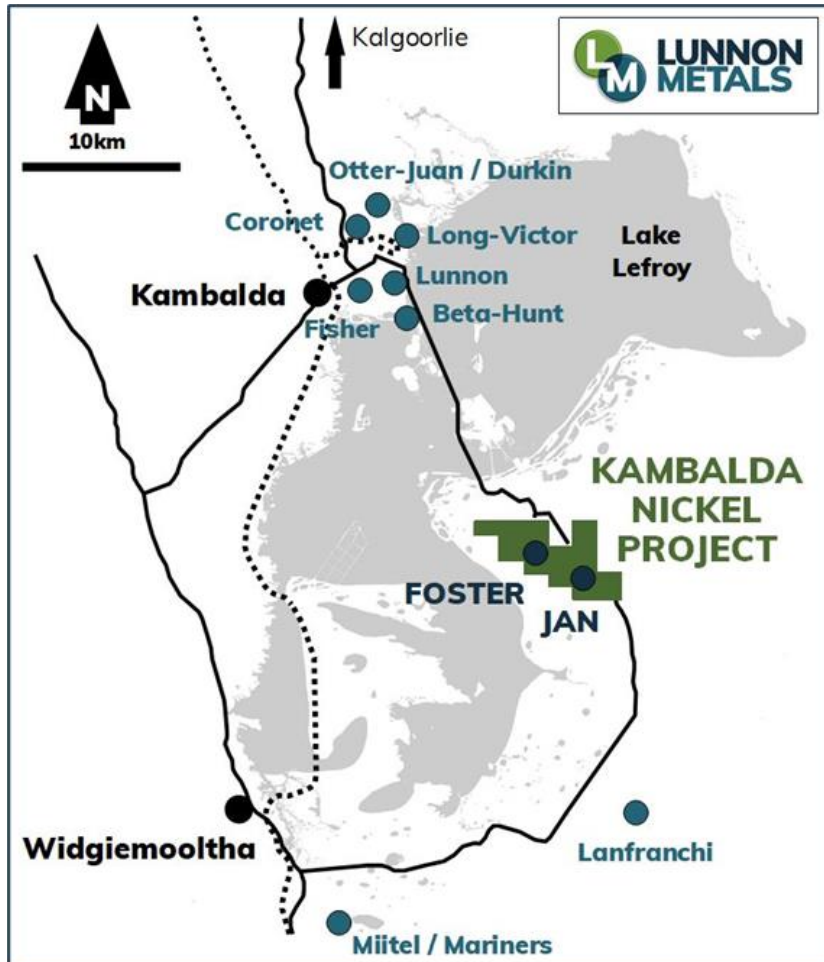 N
10km
Kalgoorlie
LM
LUNNON
METALS
Otter-Juan / Durkin
Coronet
Long-Victor
Lake
Lefroy
Lunnon
Kambalda
Fisher
Beta-Hunt
KAMBALDA
NICKEL
PROJECT
FOSTER
JAN
Widgiemooltha
Lanfranchi
Miitel / Mariners